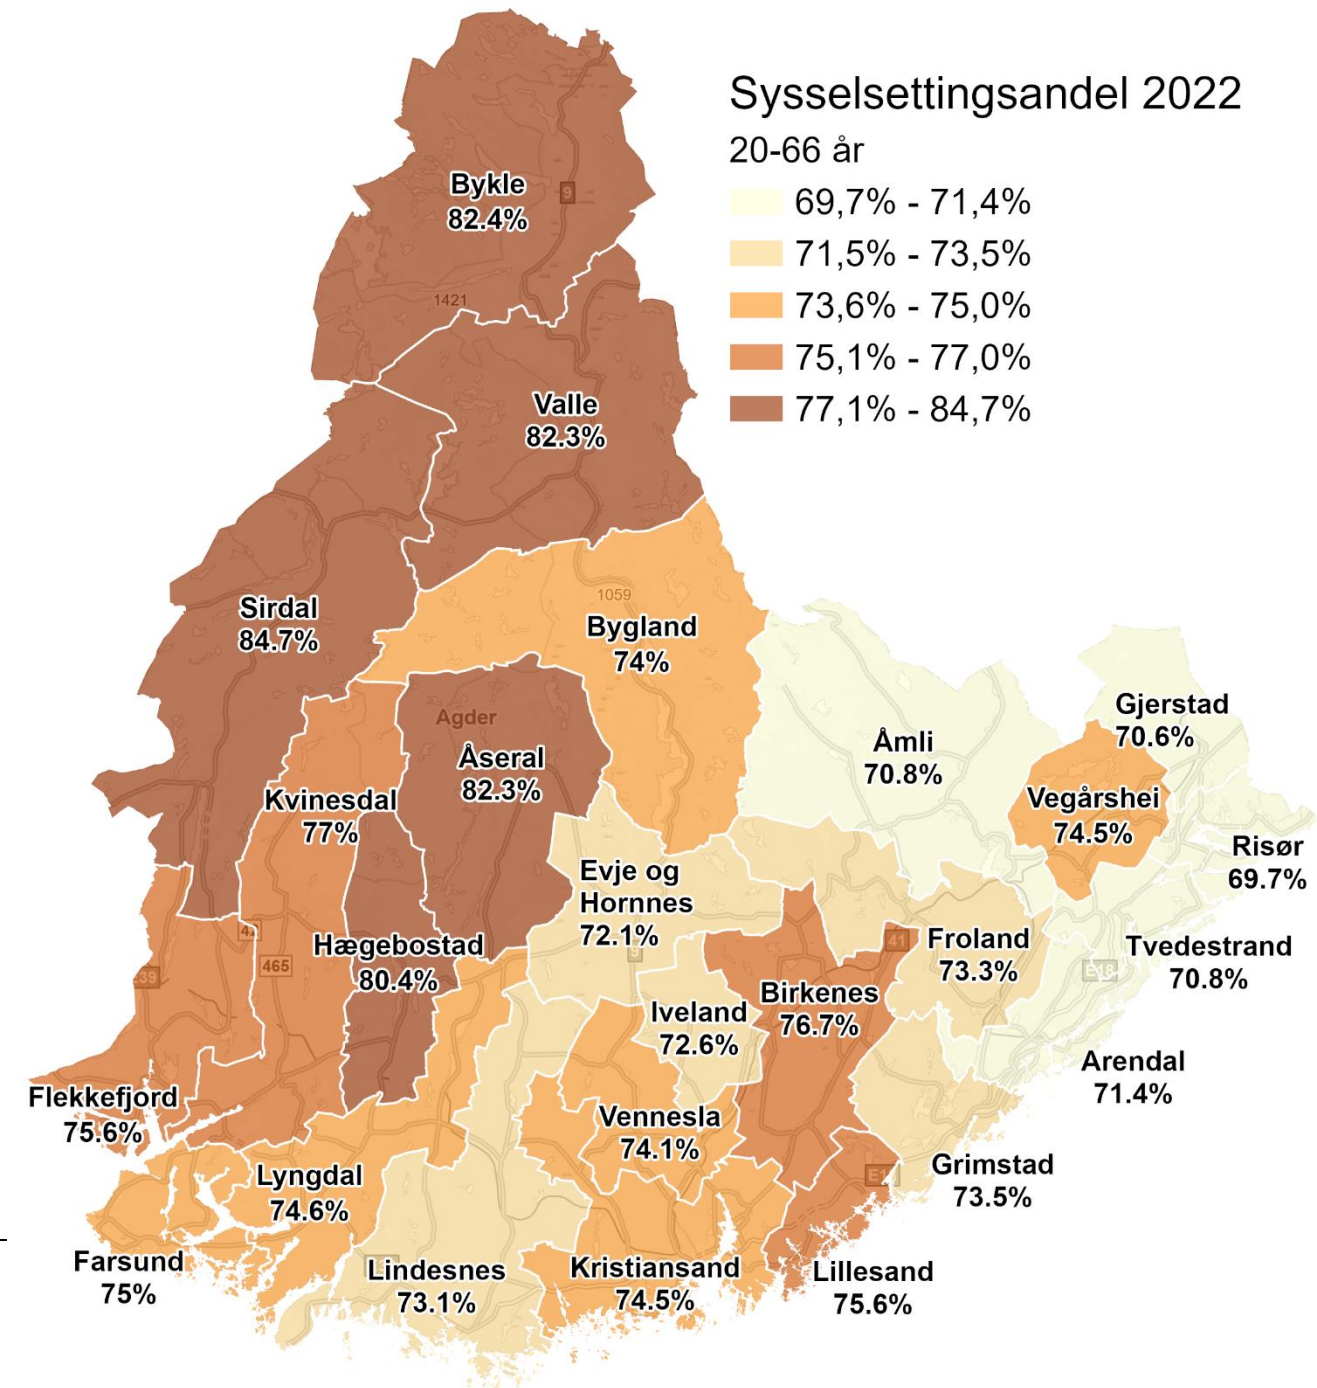 Sysselsettingsandel 2022
20-66 år
69,7% - 71,4%
71,5% - 73,5%
73,6% - 75,0%
75,1% - 77,0%
77,1% - 84,7%
Bykle
82.4%
9
1421
Valle
82.3%
Sirdal
84.7%
1059
Bygland
74%
Agder
Åseral
82.3%
Kvinesdal
77%
Åmli
70.8%
Gjerstad
70.6%
Vegårshei
74.5%
Risør
69.7%
Evje og
Hornnes
72.1%
9
Hægebostad
80.4%
465
41
Froland
73.3%
Tvedestrand
70.8%
E18
Iveland
72.6%
Birkenes
76.7%
Arendal
71.4%
Flekkefjord
75.6%
Vennesla
74.1%
Lyngdal
74.6%
Grimstad
73.5%
Farsund
75%
Lindesnes
73.1%
Kristiansand
74.5%
Lillesand
75.6%